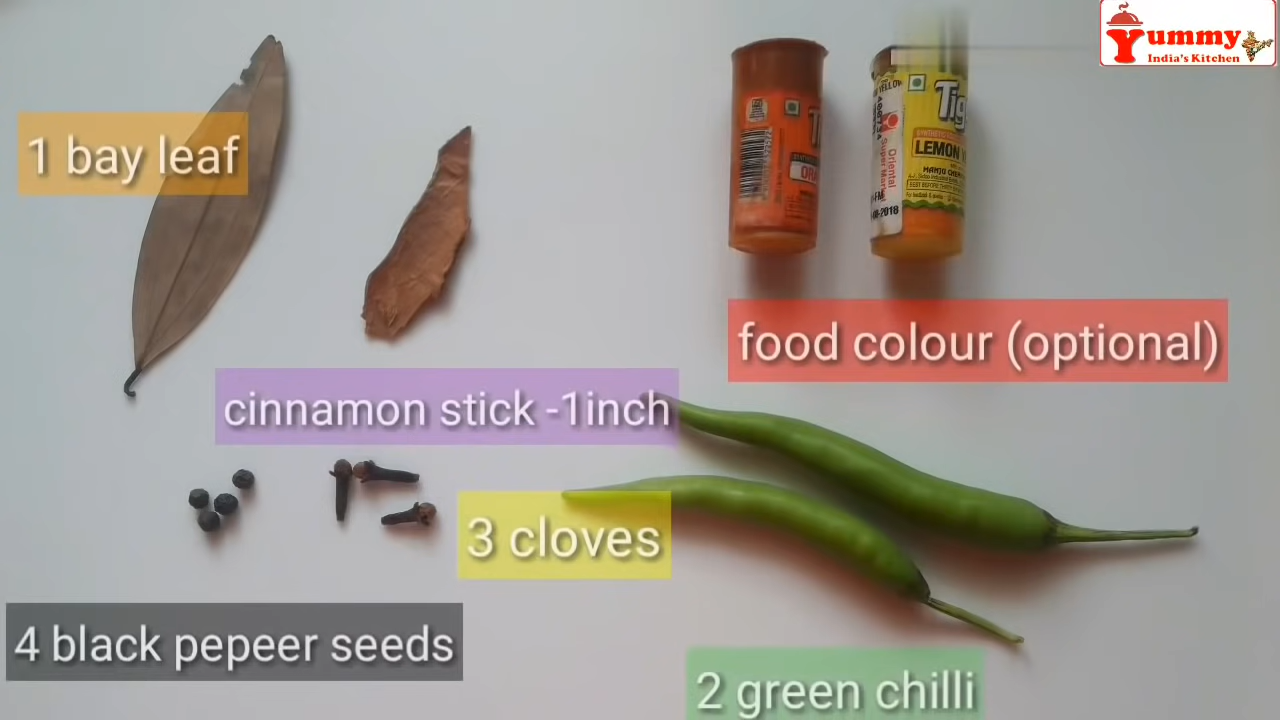 Yummy
India's Kitchen
1 bay leaf
LEMON
food colour (optional)
cinnamon stick -1inch
3 cloves
4 black pepeer seeds
2 green chilli